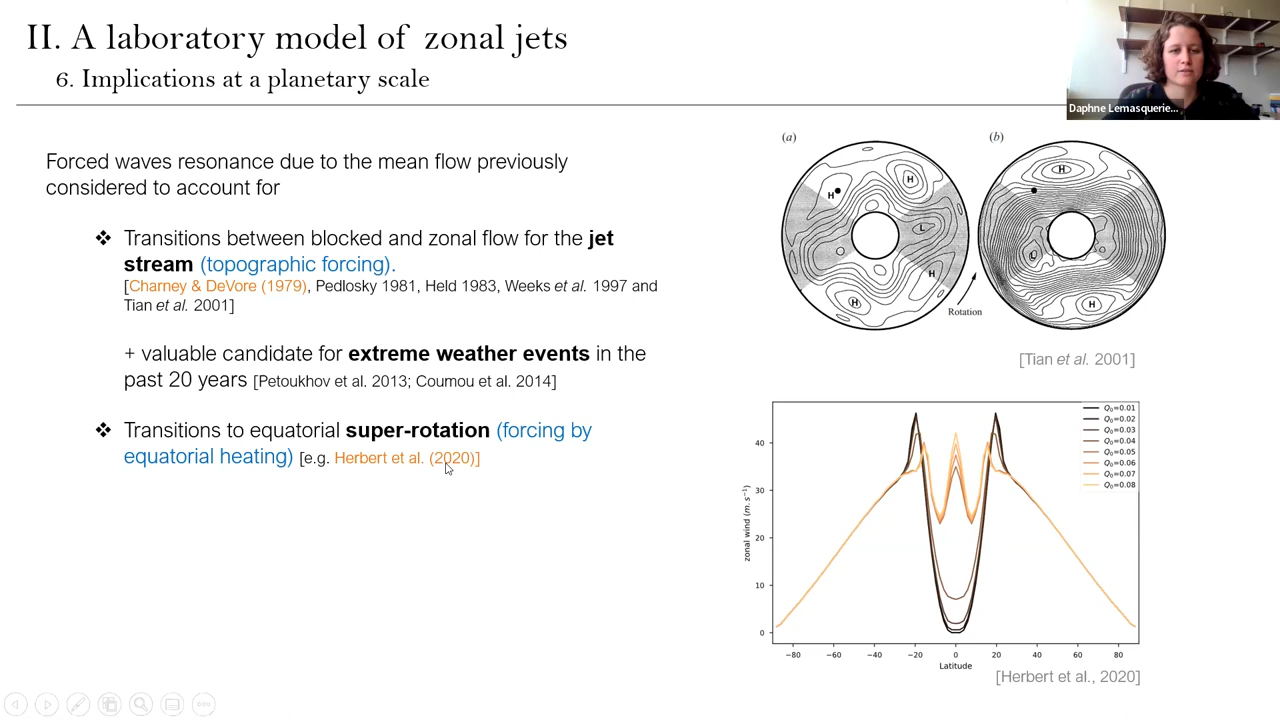 II. A laboratory model of zonal jets
6. Implications at a planetary scale
Daphne Lemasquerie...
Forced waves resonance due to the mean flow previously
considered to account for
❖ Transitions between blocked and zonal flow for the jet
stream (topographic forcing).
[Charney & DeVore (1979), Pedlosky 1981, Held 1983, Weeks et al. 1997 and
Tian et al. 2001]
+ valuable candidate for extreme weather events in the
past 20 years [Petoukhov et al. 2013; Coumou et al. 2014]
❖ Transitions to equatorial super-rotation (forcing by
equatorial heating) [e.g. Herbert et al. (2020)]
(a)
H
H
L
H
H
(b)
H
L
H
Rotation
[Tian et al. 2001]
Q₀=0.01
Q₀=0.02
Q₀=0.03
Q₀=0.04
Q₀=0.05
Q₀=0.06
Q₀=0.07
Q₀=0.08
zonal wind (m.s⁻¹)
40
30
20
10
0
−80 −60 −40 −20 0 20 40 60 80
Latitude
[Herbert et al., 2020]